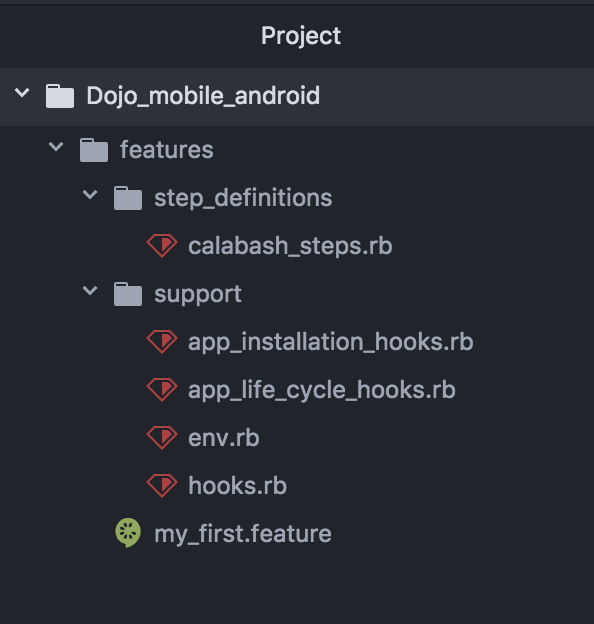 Project
Dojo_mobile_android
features
step_definitions
calabash_steps.rb
support
app_installation_hooks.rb
app_life_cycle_hooks.rb
env.rb
hooks.rb
my_first.feature